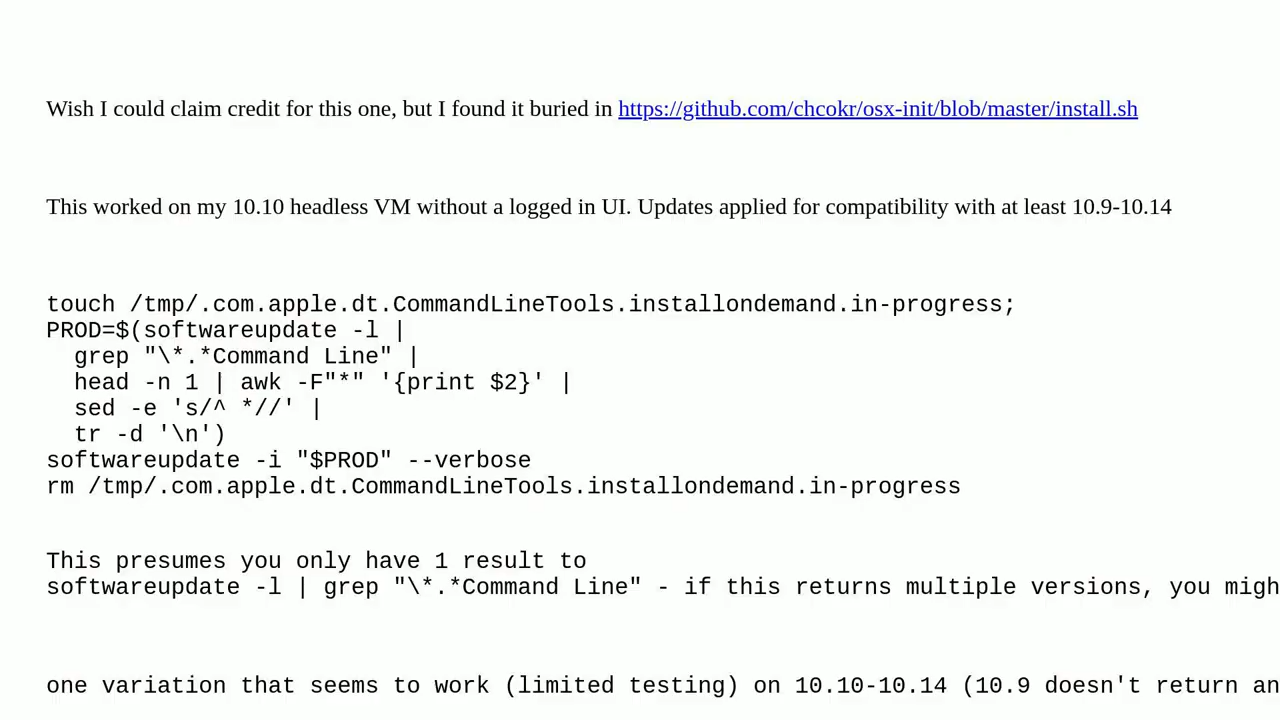 Wish I could claim credit for this one, but I found it buried in https://github.com/chcokr/osx-init/blob/master/install.sh
This worked on my 10.10 headless VM without a logged in UI. Updates applied for compatibility with at least 10.9-10.14
touch /tmp/.com.apple.dt.CommandLineTools.installondemand.in-progress;
PROD=$(softwareupdate -l |
  grep "\*.*Command Line" |
  head -n 1 | awk -F"*" '{print $2}' |
  sed -e 's/^ *//' |
  tr -d '\n')
softwareupdate -i "$PROD" --verbose
rm /tmp/.com.apple.dt.CommandLineTools.installondemand.in-progress
This presumes you only have 1 result to
softwareupdate -l | grep "\*.*Command Line" - if this returns multiple versions, you migh
one variation that seems to work (limited testing) on 10.10-10.14 (10.9 doesn't return an